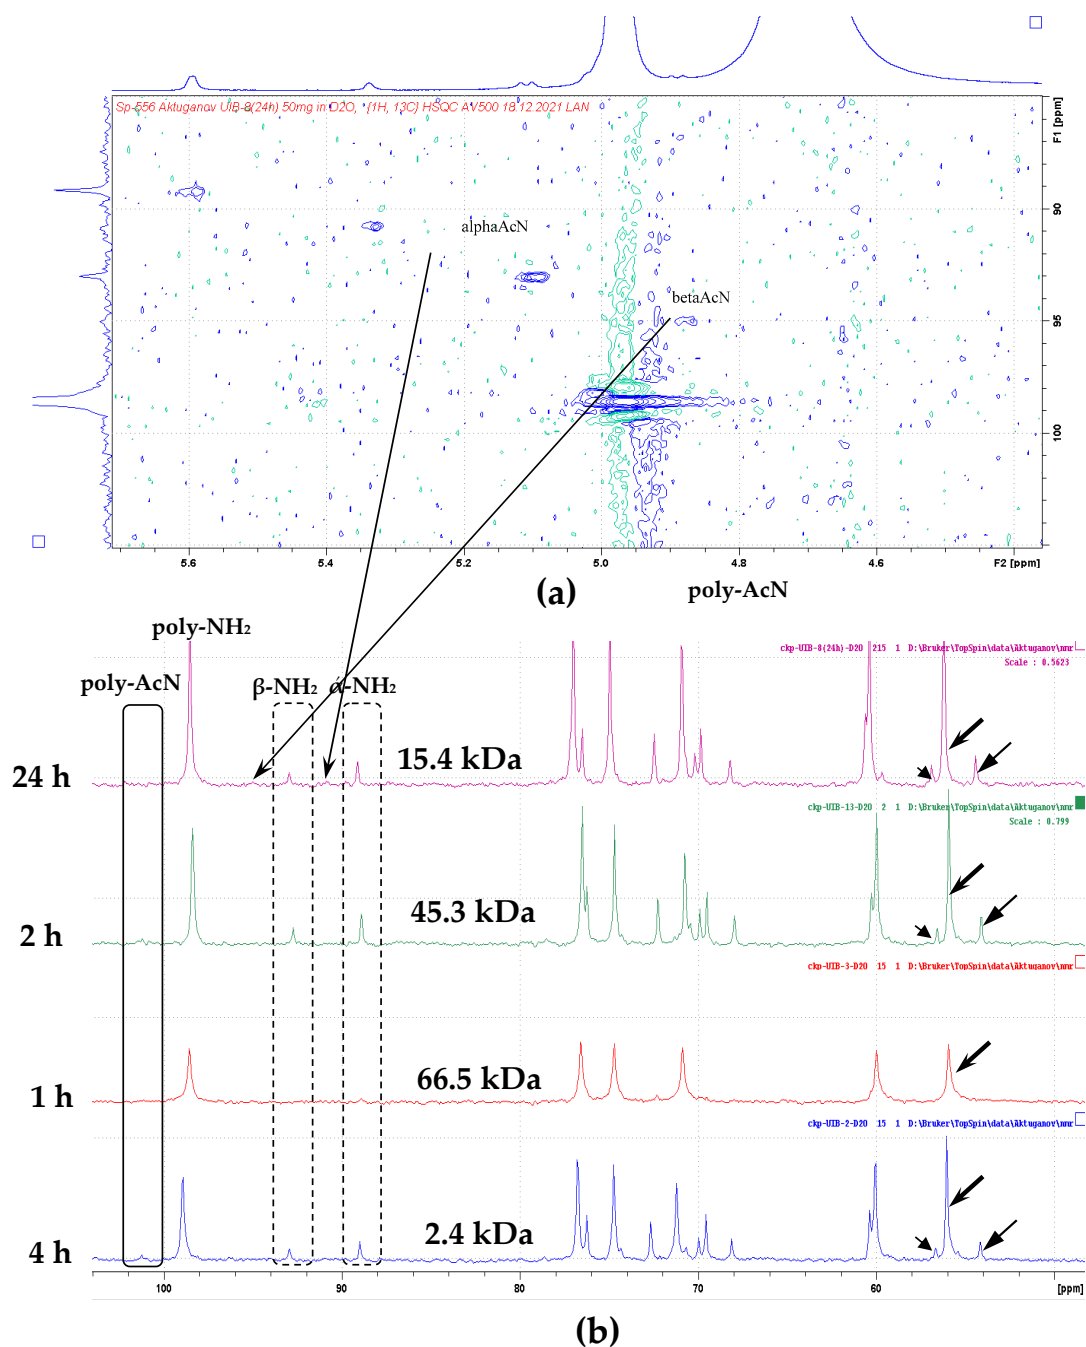 Sp-556 Aktuganov UIB-8(24h) 50mg in D2O, {1H, 13C} HSQC AV500 18.12.2021 LAN
F1 [ppm]
90
alphaAcN
betaAcN
95
100
5.6 5.4 5.2 5.0 4.8 4.6 F2 [ppm]
(a)
poly-AcN
poly-NH₂
poly-AcN
β-NH₂ ά-NH₂
ckp-UIB-8(24h)-D2O 215 1 D:\Bruker\TopSpin\data\Aktuganov\nmr
Scale : 0.5623
24 h
15.4 kDa
ckp-UIB-13-D2O 2 1 D:\Bruker\TopSpin\data\Aktuganov\nmr
Scale : 0.799
2 h
45.3 kDa
ckp-UIB-3-D2O 15 1 D:\Bruker\TopSpin\data\Aktuganov\nmr
1 h
66.5 kDa
ckp-UIB-2-D2O 15 1 D:\Bruker\TopSpin\data\Aktuganov\nmr
4 h
2.4 kDa
100 90 80 70 60 [ppm]
(b)